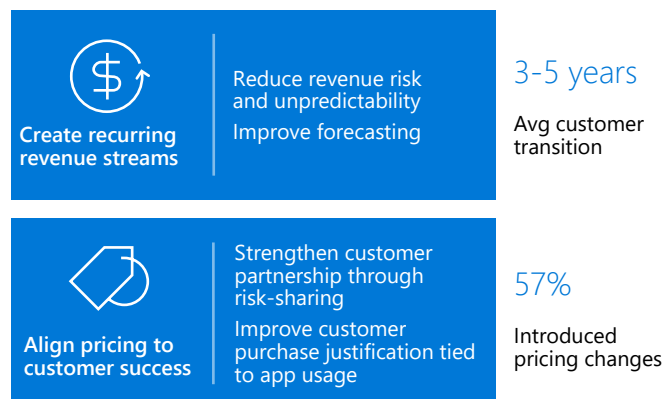 Create recurring
revenue streams
Reduce revenue risk
and unpredictability
Improve forecasting
3-5 years
Avg customer
transition
Align pricing to
customer success
Strengthen customer
partnership through
risk-sharing
Improve customer
purchase justification tied
to app usage
57%
Introduced
pricing changes